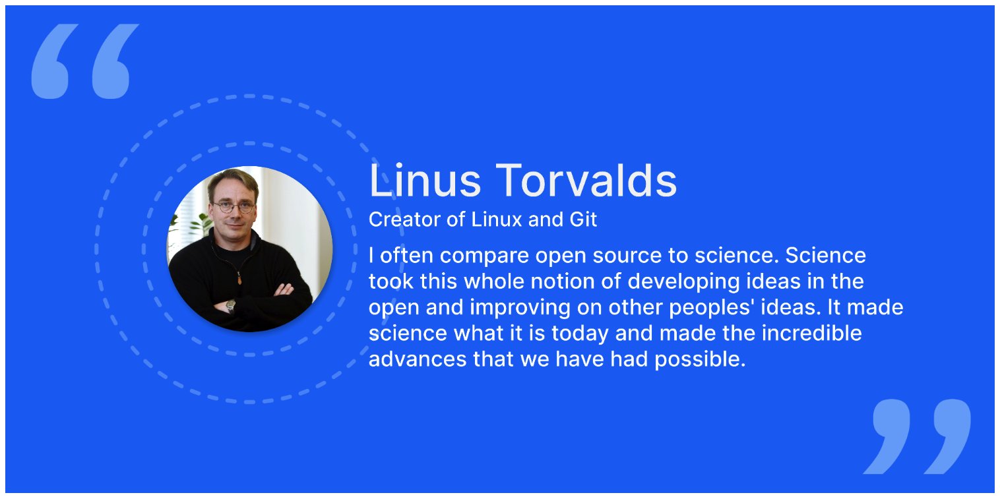 “
Linus Torvalds
Creator of Linux and Git
I often compare open source to science. Science
took this whole notion of developing ideas in the
open and improving on other peoples' ideas. It made
science what it is today and made the incredible
advances that we have had possible.
”